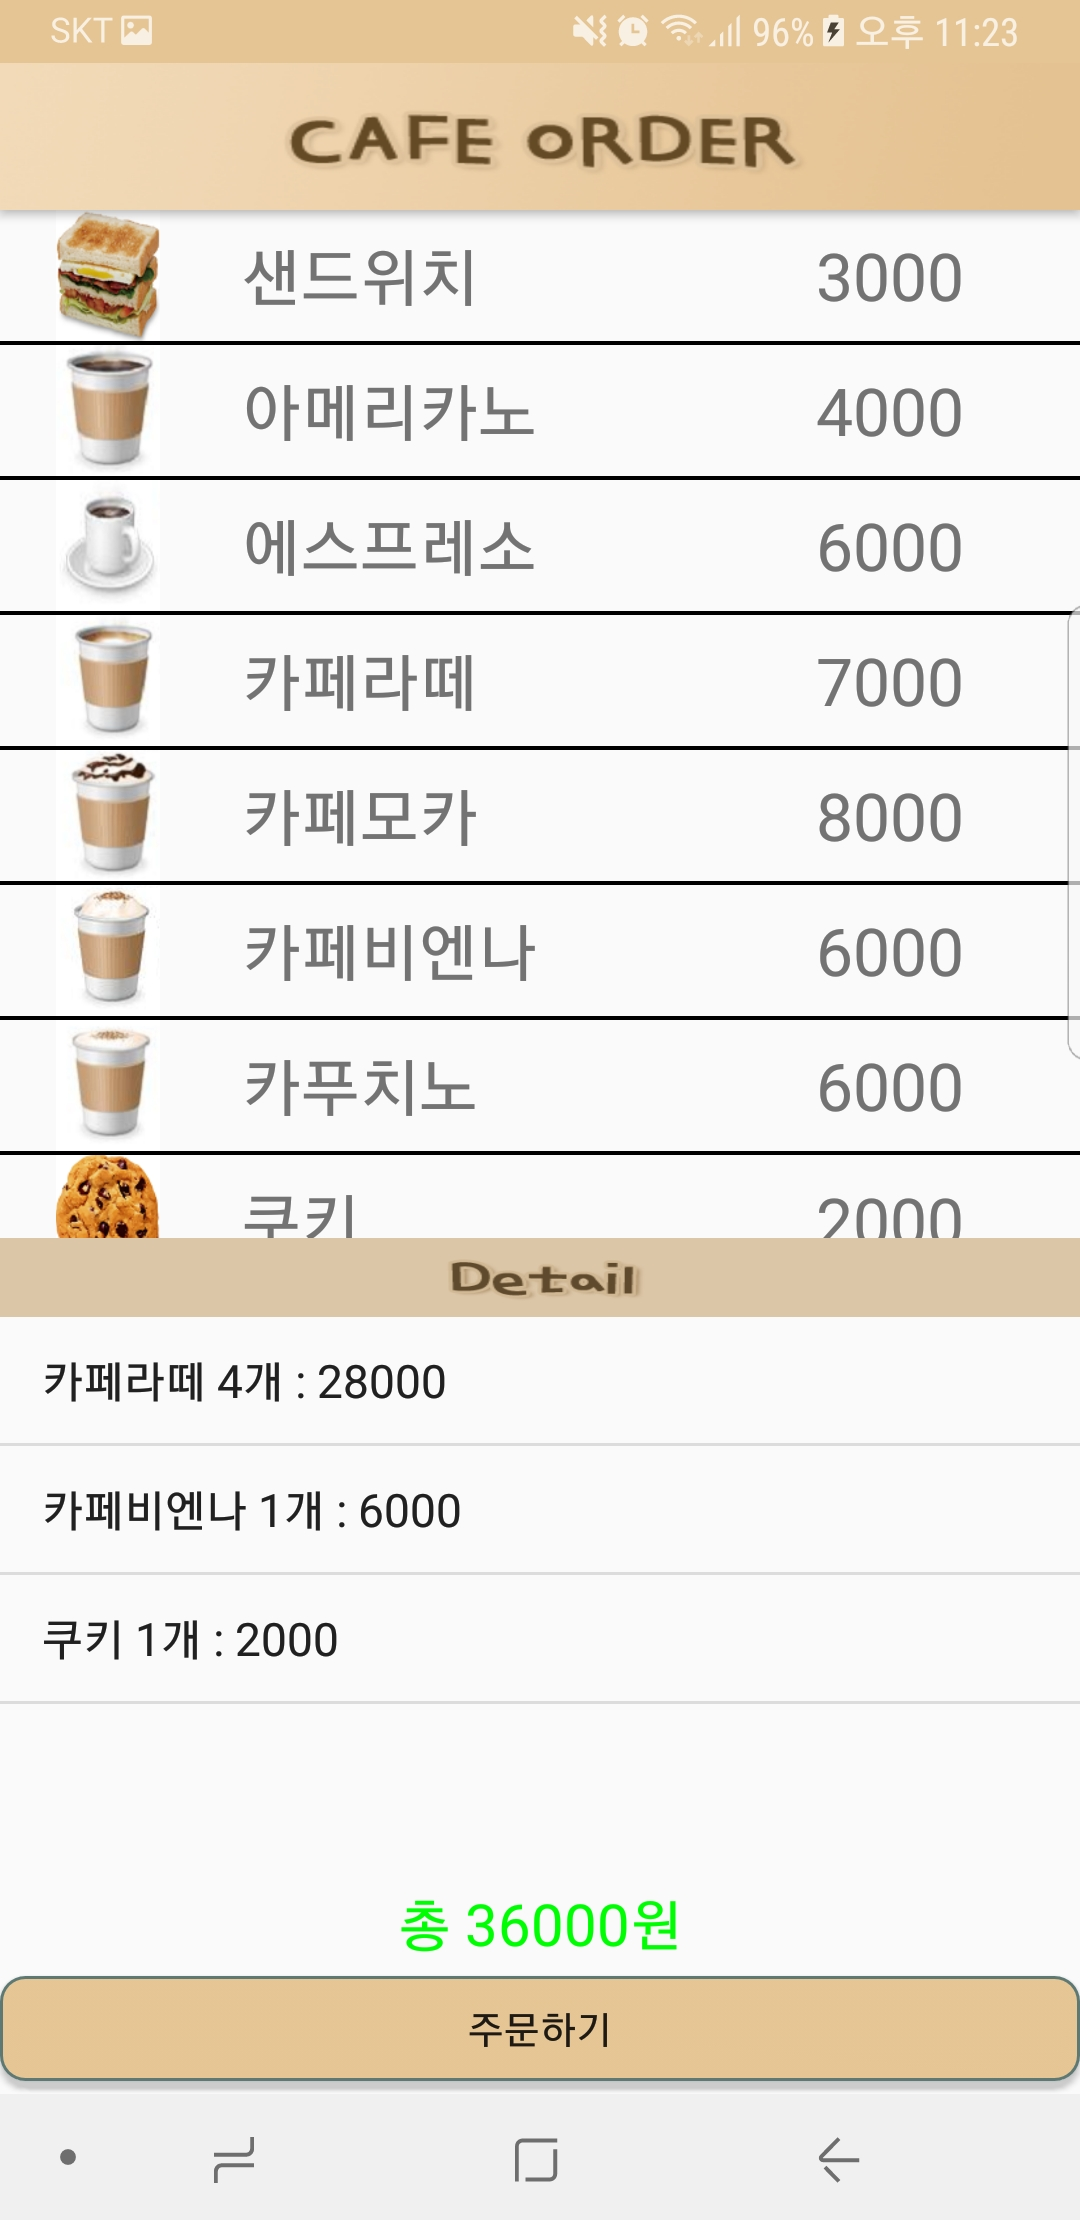 SKT 96% 오후 11:23
CAFE oRDER
샌드위치 3000
아메리카노 4000
에스프레소 6000
카페라떼 7000
카페모카 8000
카페비엔나 6000
카푸치노 6000
쿠키 2000
Detail
카페라떼 4개 : 28000
카페비엔나 1개 : 6000
쿠키 1개 : 2000
총 36000원
주문하기